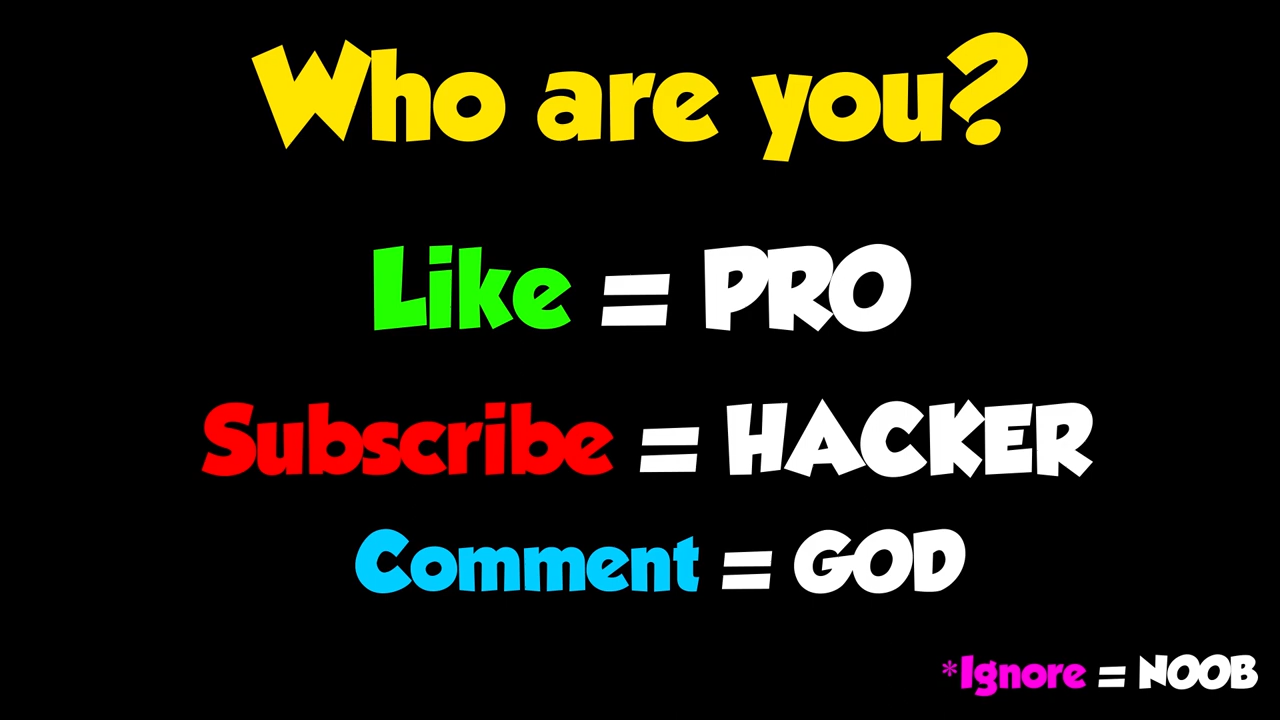 Who are you?
Like = PRO
Subscribe = HACKER
Comment = GOD
*Ignore = NOOB